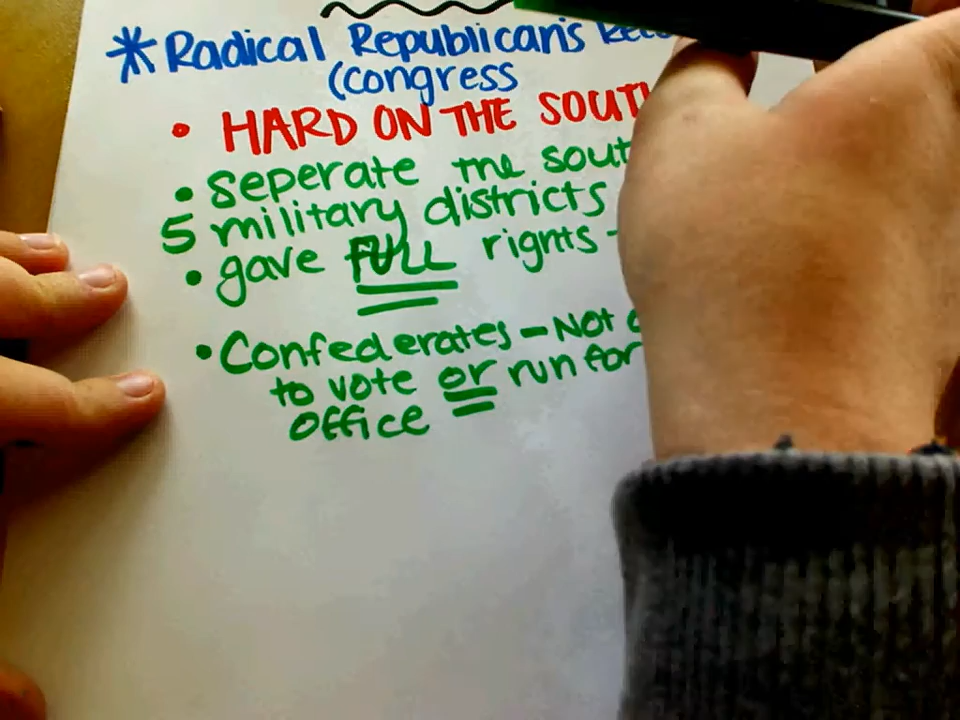 * Radical Republicans
(congress
• HARD ON THE SOUTH
• seperate the sout
5 military districts
• gave FULL rights -
• Confederates - Not
to vote or run for
office